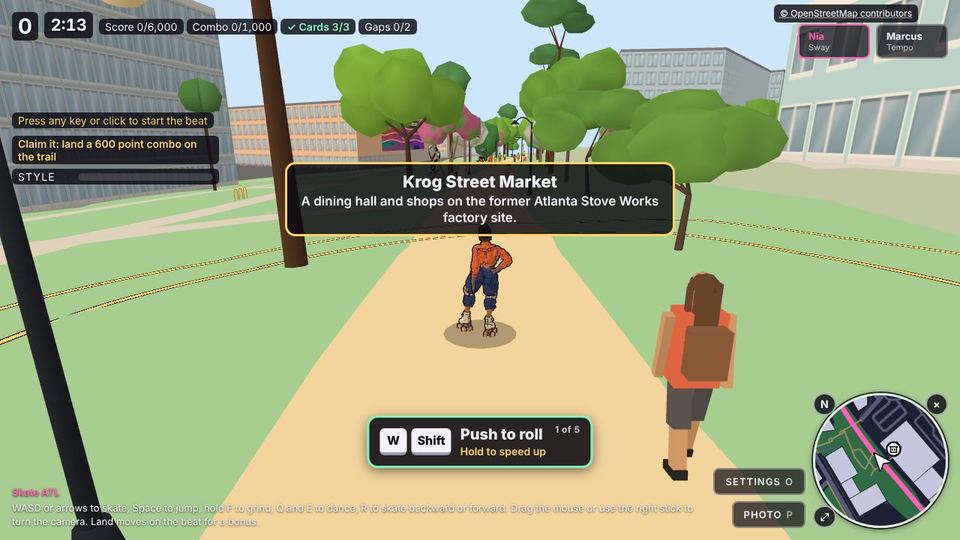 0 2:13 Score 0/6,000 Combo 0/1,000 ✓ Cards 3/3 Gaps 0/2
© OpenStreetMap contributors
Nia
Sway
Marcus
Tempo
Press any key or click to start the beat
Claim it: land a 600 point combo on
the trail
STYLE
Krog Street Market
A dining hall and shops on the former Atlanta Stove Works
factory site.
W Shift Push to roll 1 of 5
Hold to speed up
N ×
SETTINGS O
PHOTO P
Skate ATL
WASD or arrows to skate, Space to jump, hold F to grind, Q and E to dance, R to skate backward or forward. Drag the mouse or use the right stick to
turn the camera. Land moves on the beat for a bonus.